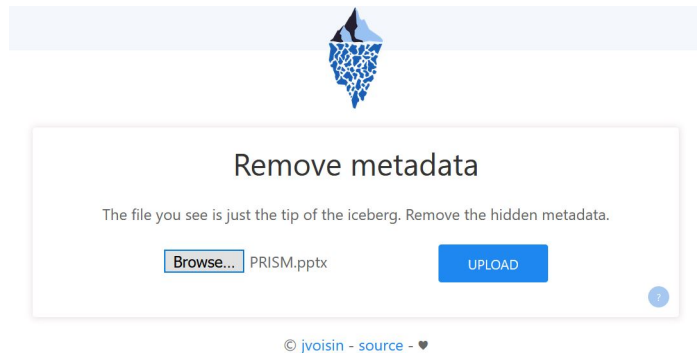 Remove metadata
The file you see is just the tip of the iceberg. Remove the hidden metadata.
Browse... PRISM.pptx UPLOAD
?
© jvoisin - source - ♥